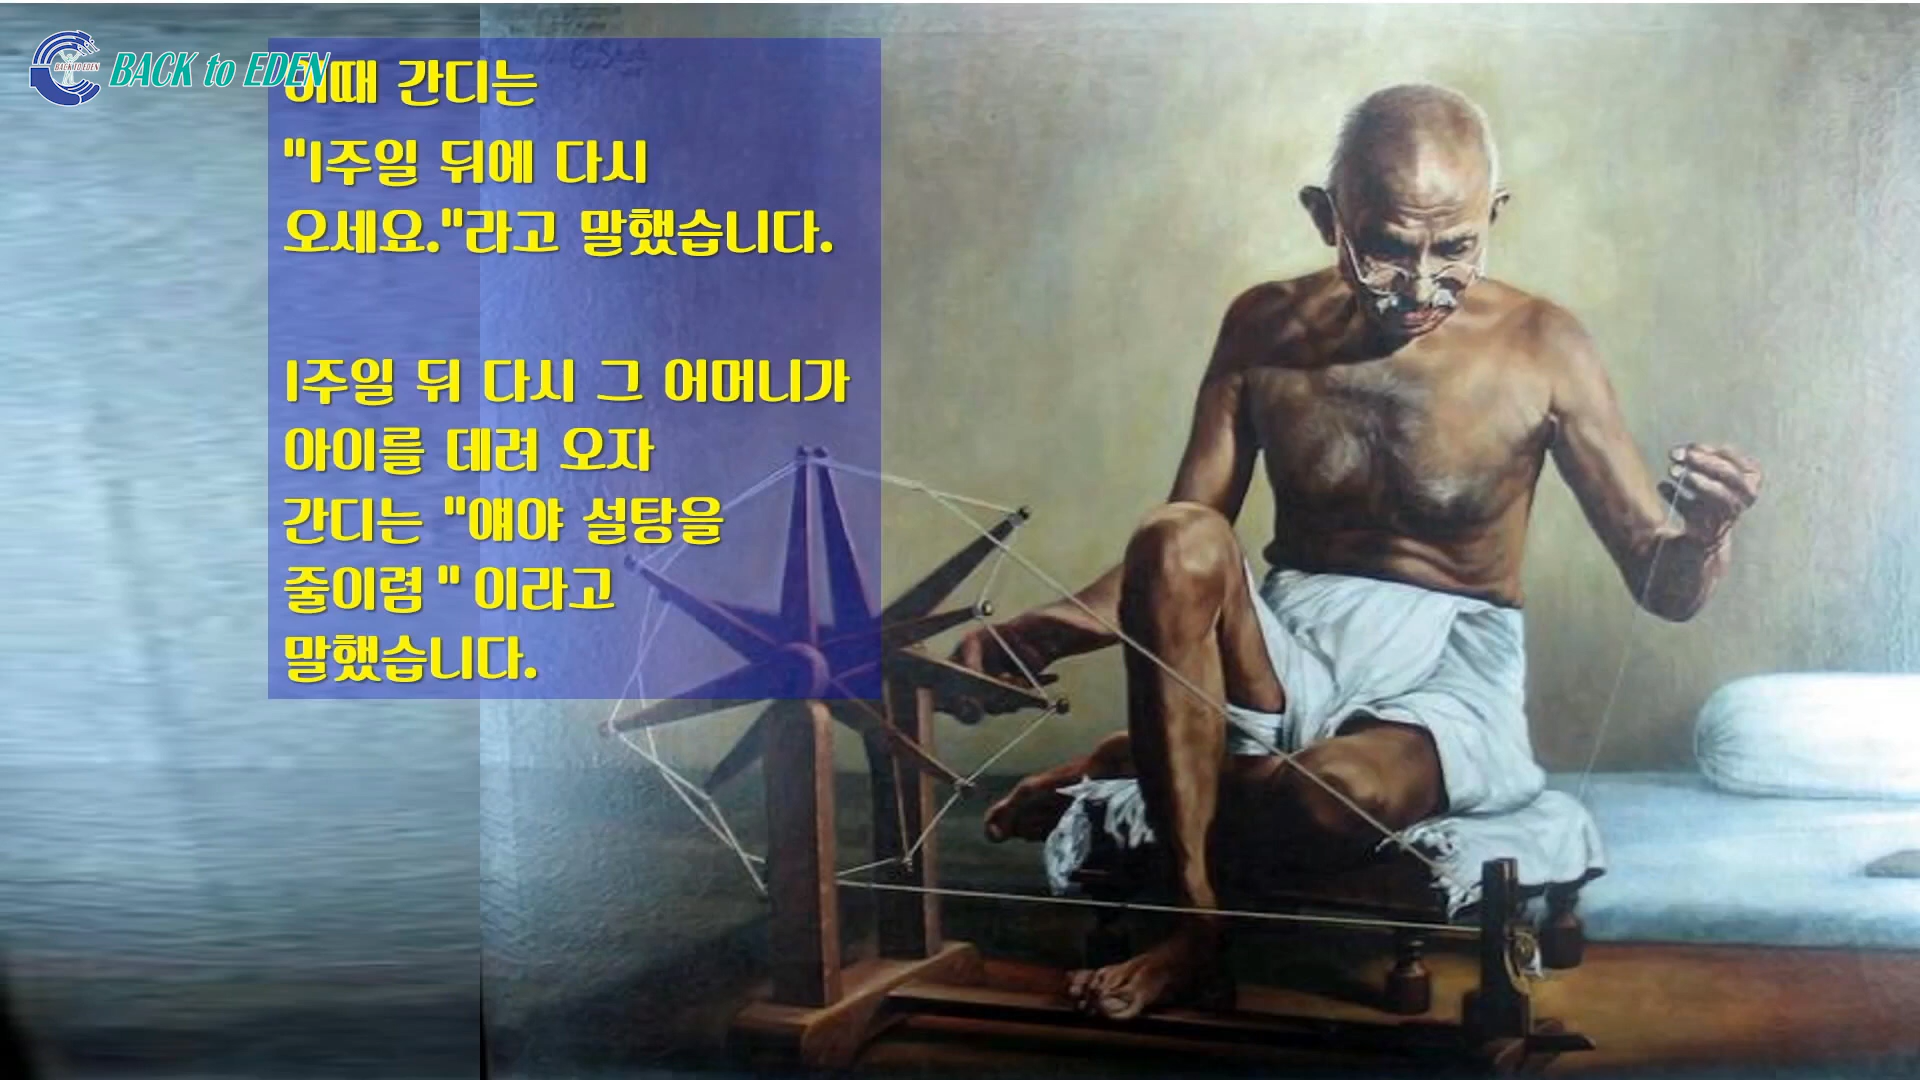 BACK TO EDEN
BACK to EDEN
이때 간디는
"1주일 뒤에 다시
오세요."라고 말했습니다.
1주일 뒤 다시 그 어머니가
아이를 데려 오자
간디는 "얘야 설탕을
줄이렴 " 이라고
말했습니다.